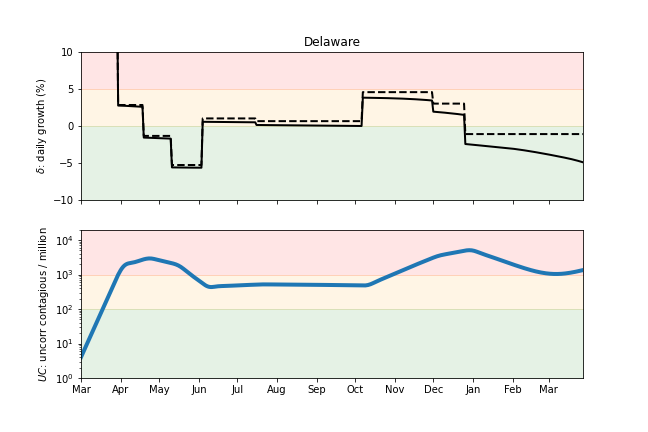 Delaware
10
5
0
−5
−10
δ: daily growth (%)
10⁴
10³
10²
10¹
10⁰
UC: uncorr contagious / million
Mar Apr May Jun Jul Aug Sep Oct Nov Dec Jan Feb Mar